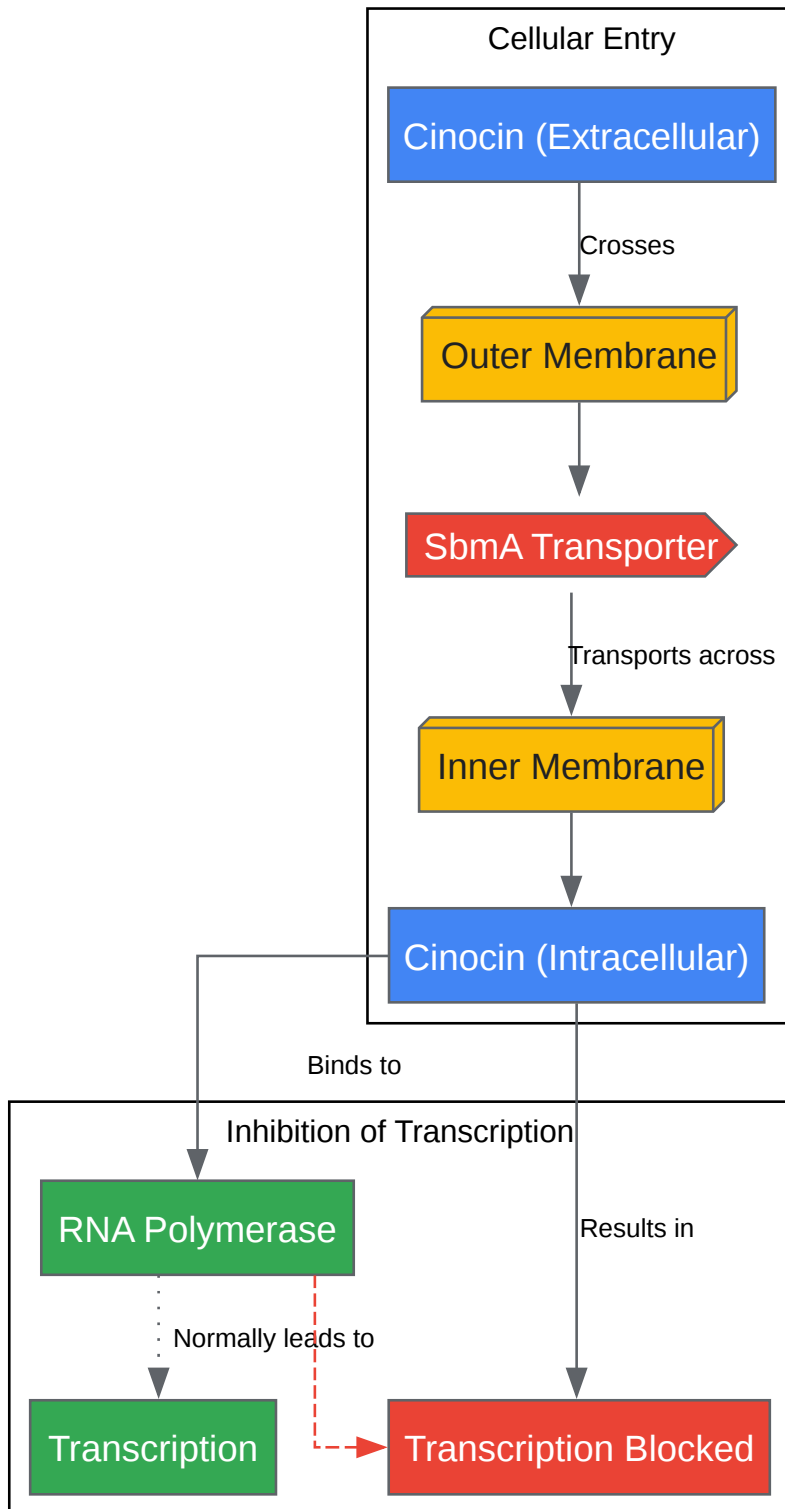 Cellular Entry
Cinocin (Extracellular)
Crosses
Outer Membrane
SbmA Transporter
Transports across
Inner Membrane
Cinocin (Intracellular)
Binds to
Inhibition of Transcription
RNA Polymerase
Results in
Normally leads to
Transcription
Transcription Blocked